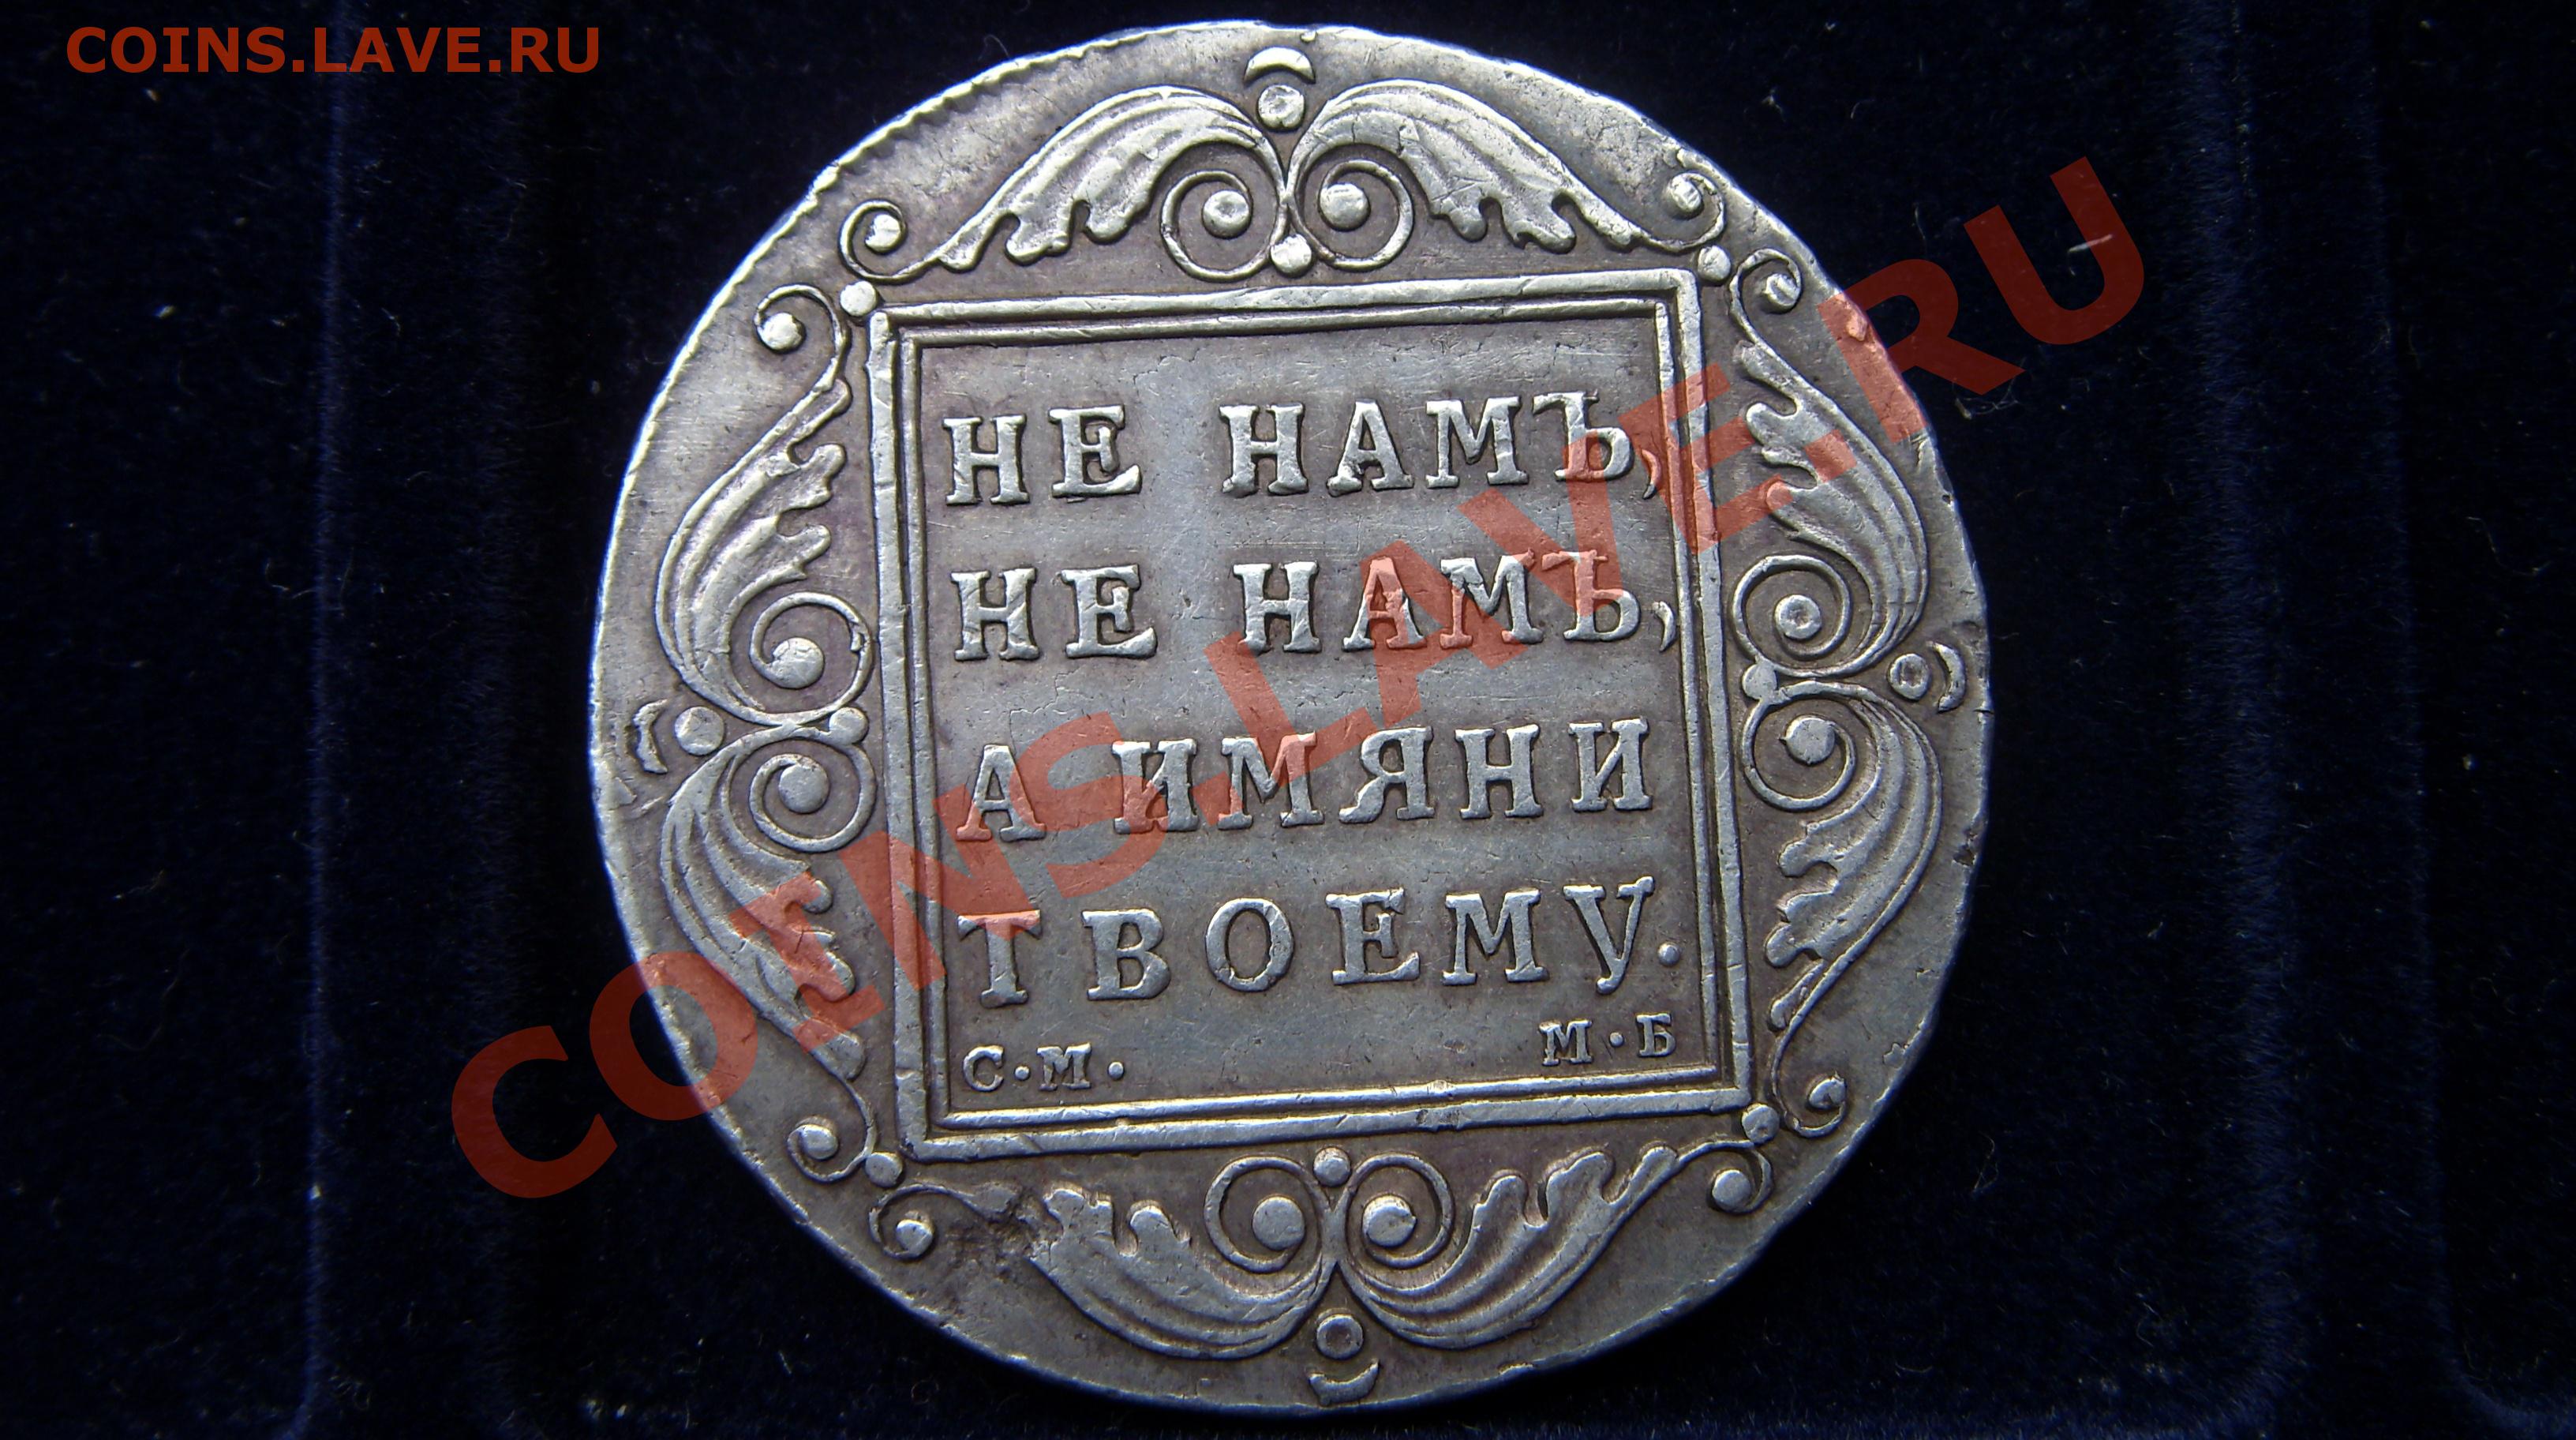 COINS.LAVE.RU
НЕ НАМЪ,
НЕ НАМЪ,
А ИМЯНИ
ТВОЕМУ.
С·М· М·Б
COINS.LAVE.RU